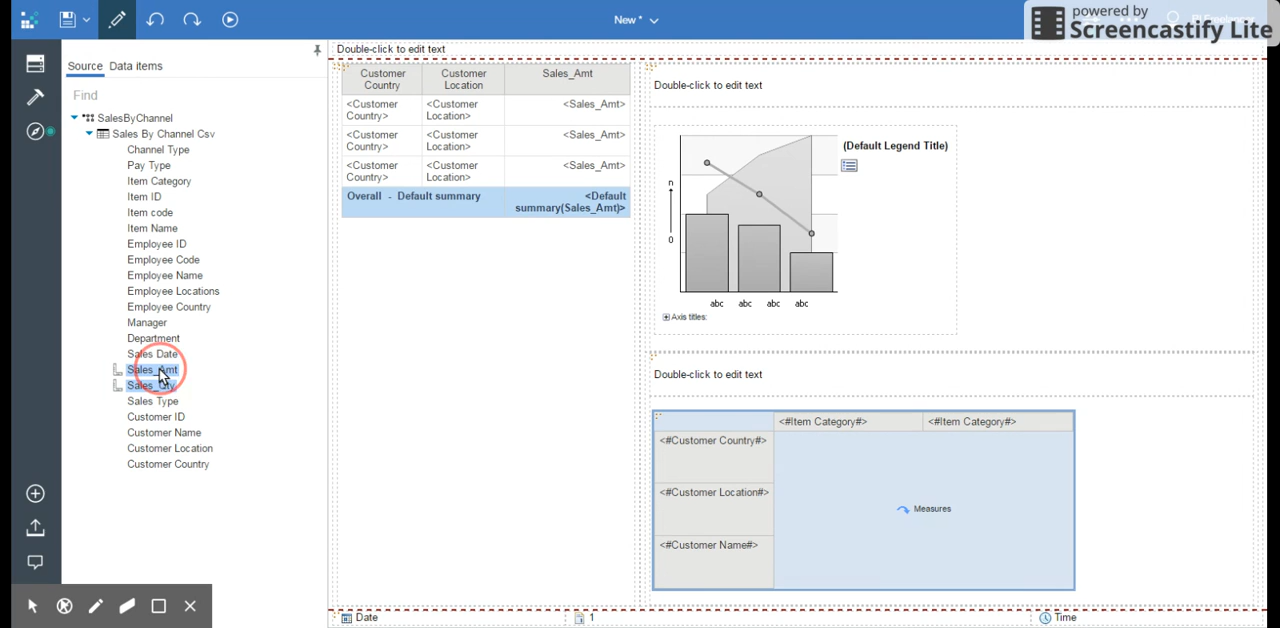 New *
powered by
Screencastify Lite
Source
Data items
Find
SalesByChannel
Sales By Channel Csv
Channel Type
Pay Type
Item Category
Item ID
Item code
Item Name
Employee ID
Employee Code
Employee Name
Employee Locations
Employee Country
Manager
Department
Sales Date
Sales_Amt
Sales_Qty
Sales Type
Customer ID
Customer Name
Customer Location
Customer Country
Double-click to edit text
Customer Country
Customer Location
Sales_Amt
<Customer Country>
<Customer Location>
<Sales_Amt>
<Customer Country>
<Customer Location>
<Sales_Amt>
<Customer Country>
<Customer Location>
<Sales_Amt>
Overall - Default summary
<Default summary(Sales_Amt)>
Double-click to edit text
(Default Legend Title)
n
0
abc abc abc abc
Axis titles:
Double-click to edit text
<#Item Category#>
<#Item Category#>
<#Customer Country#>
<#Customer Location#>
<#Customer Name#>
Measures
Date
1
Time